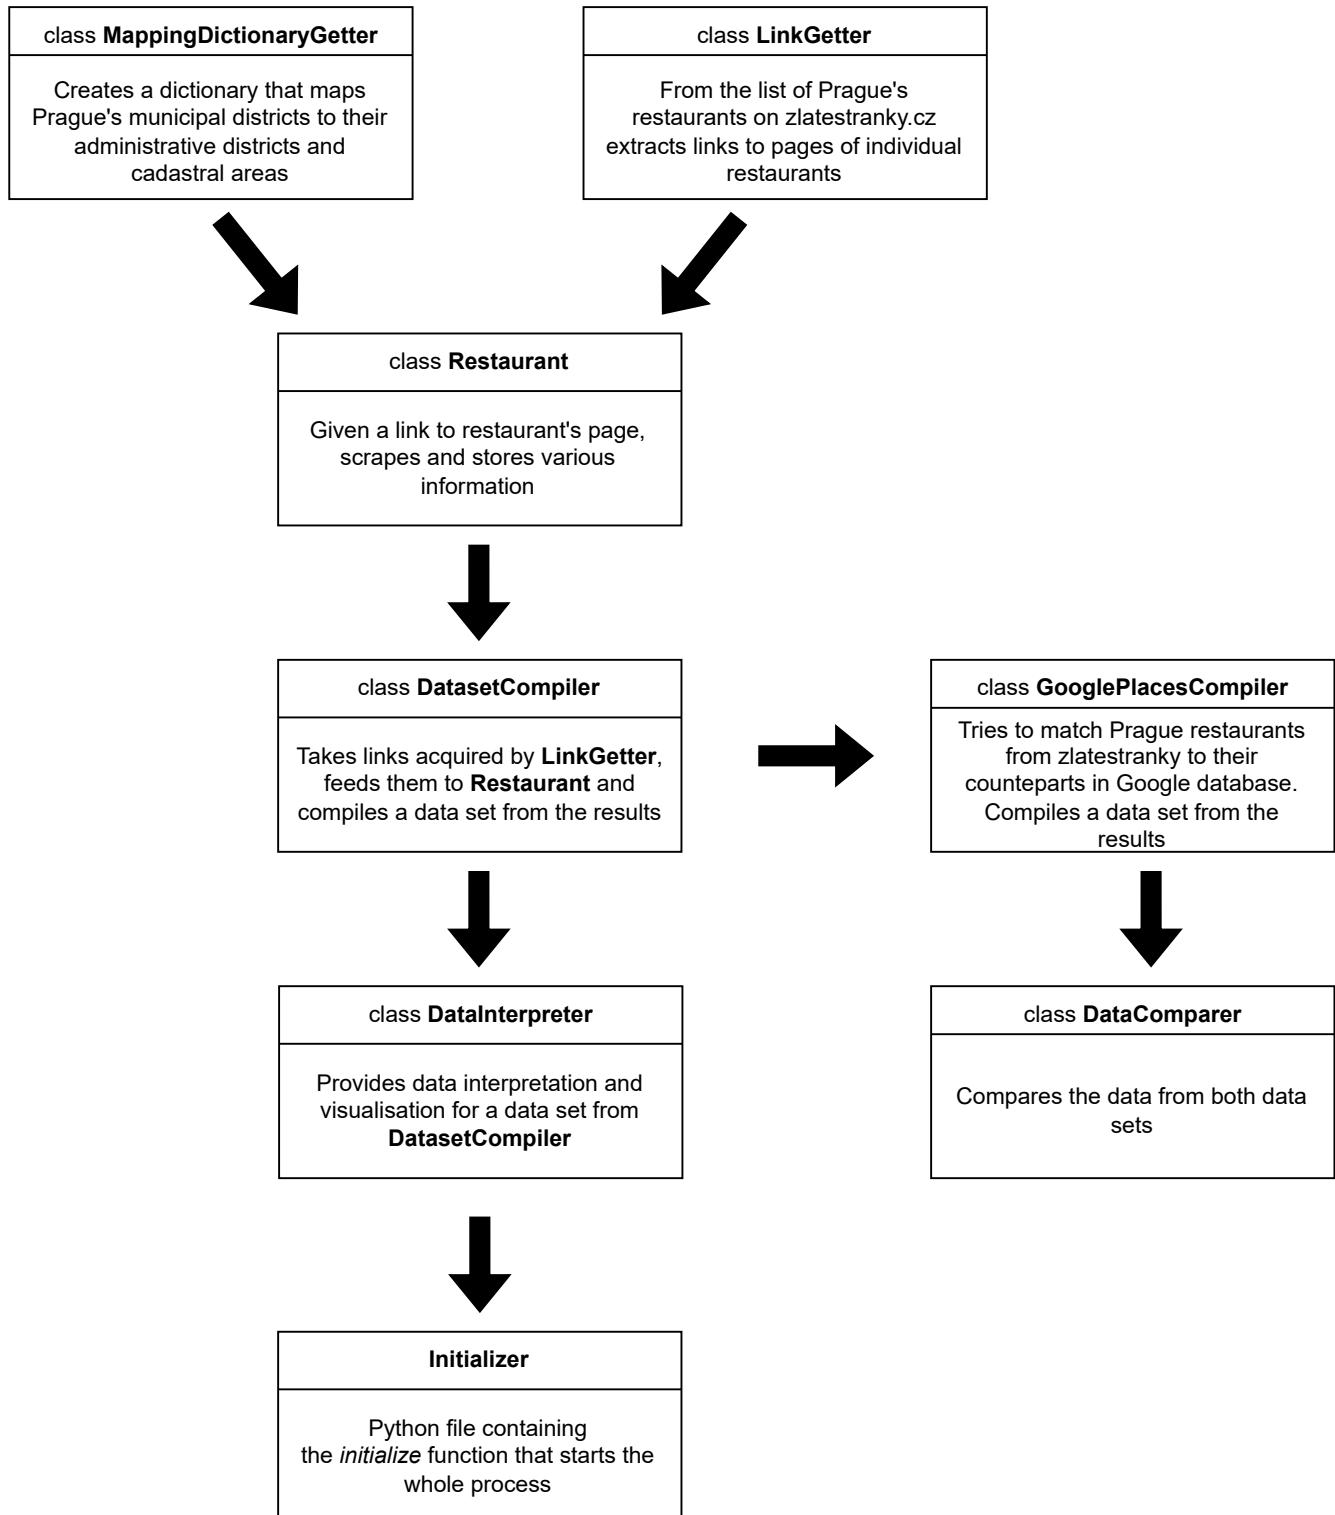 class MappingDictionaryGetter
Creates a dictionary that maps
Prague's municipal districts to their
administrative districts and
cadastral areas
class LinkGetter
From the list of Prague's
restaurants on zlatestranky.cz
extracts links to pages of individual
restaurants
class Restaurant
Given a link to restaurant's page,
scrapes and stores various
information
class DatasetCompiler
Takes links acquired by LinkGetter,
feeds them to Restaurant and
compiles a data set from the results
class GooglePlacesCompiler
Tries to match Prague restaurants
from zlatestranky to their
counteparts in Google database.
Compiles a data set from the
results
class DataInterpreter
Provides data interpretation and
visualisation for a data set from
DatasetCompiler
class DataComparer
Compares the data from both data
sets
Initializer
Python file containing
the initialize function that starts the
whole process